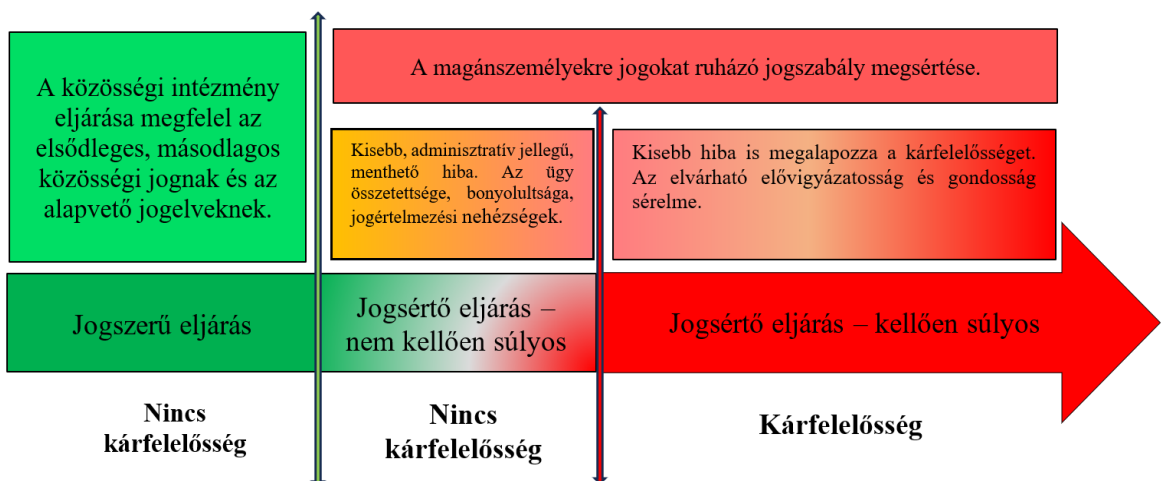 A közösségi intézmény
eljárása megfelel az
elsődleges, másodlagos
közösségi jognak és az
alapvető jogelveknek.
A magánszemélyekre jogokat ruházó jogszabály megsértése.
Kisebb, adminisztratív jellegű,
menthető hiba. Az ügy
összetettsége, bonyolultsága,
jogértelmezési nehézségek.
Kisebb hiba is megalapozza a kárfelelősséget.
Az elvárható elővigyázatosság és gondosság
sérelme.
Jogszerű eljárás
Jogsértő eljárás –
nem kellően súlyos
Jogsértő eljárás – kellően súlyos
Nincs
kárfelelősség
Nincs
kárfelelősség
Kárfelelősség